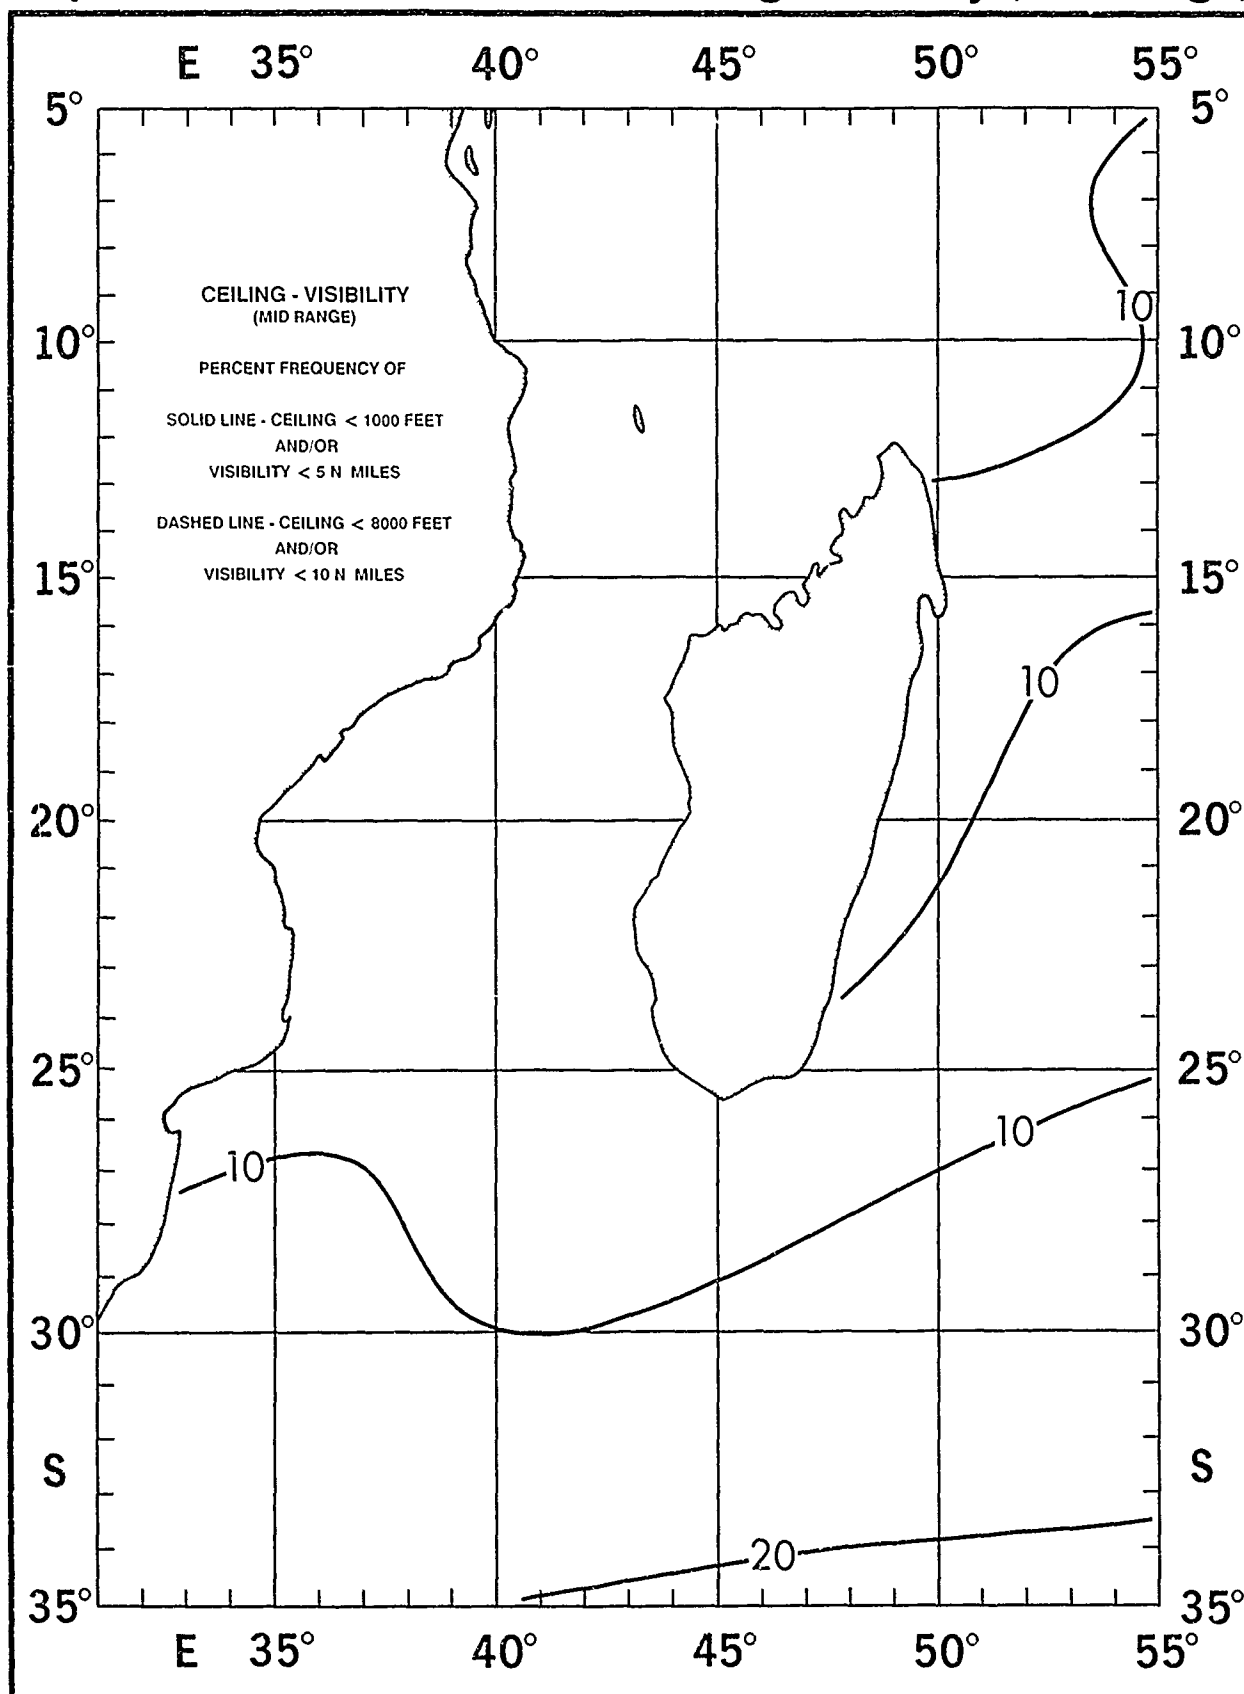 E 35° 40° 45° 50° 55°
5° 5°
10
CEILING - VISIBILITY
(MID RANGE)
10° 10°
PERCENT FREQUENCY OF
SOLID LINE - CEILING < 1000 FEET
AND/OR
VISIBILITY < 5 N MILES
DASHED LINE - CEILING < 8000 FEET
AND/OR
VISIBILITY < 10 N MILES
15° 15°
10
20° 20°
25° 25°
10
10
30° 30°
S S
20
35° 35°
E 35° 40° 45° 50° 55°